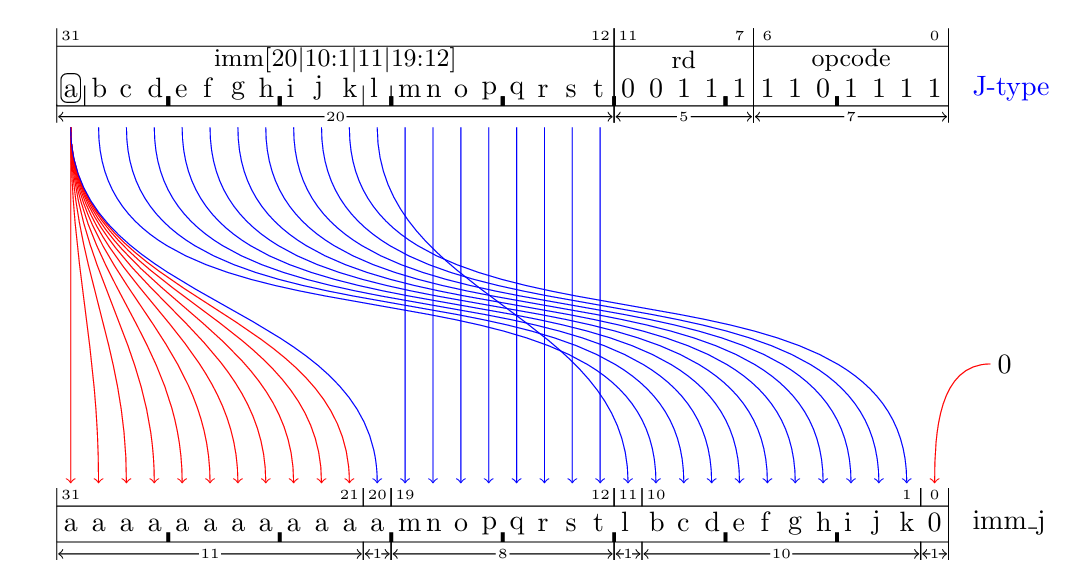 31 12 11 7 6 0
imm[20|10:1|11|19:12] rd opcode
a b c d e f g h i j k l m n o p q r s t 0 0 1 1 1 1 1 0 1 1 1 1 J-type
20 5 7
0
31 21 20 19 12 11 10 1 0
a a a a a a a a a a a a m n o p q r s t l b c d e f g h i j k 0 imm_j
11 1 8 1 10 1